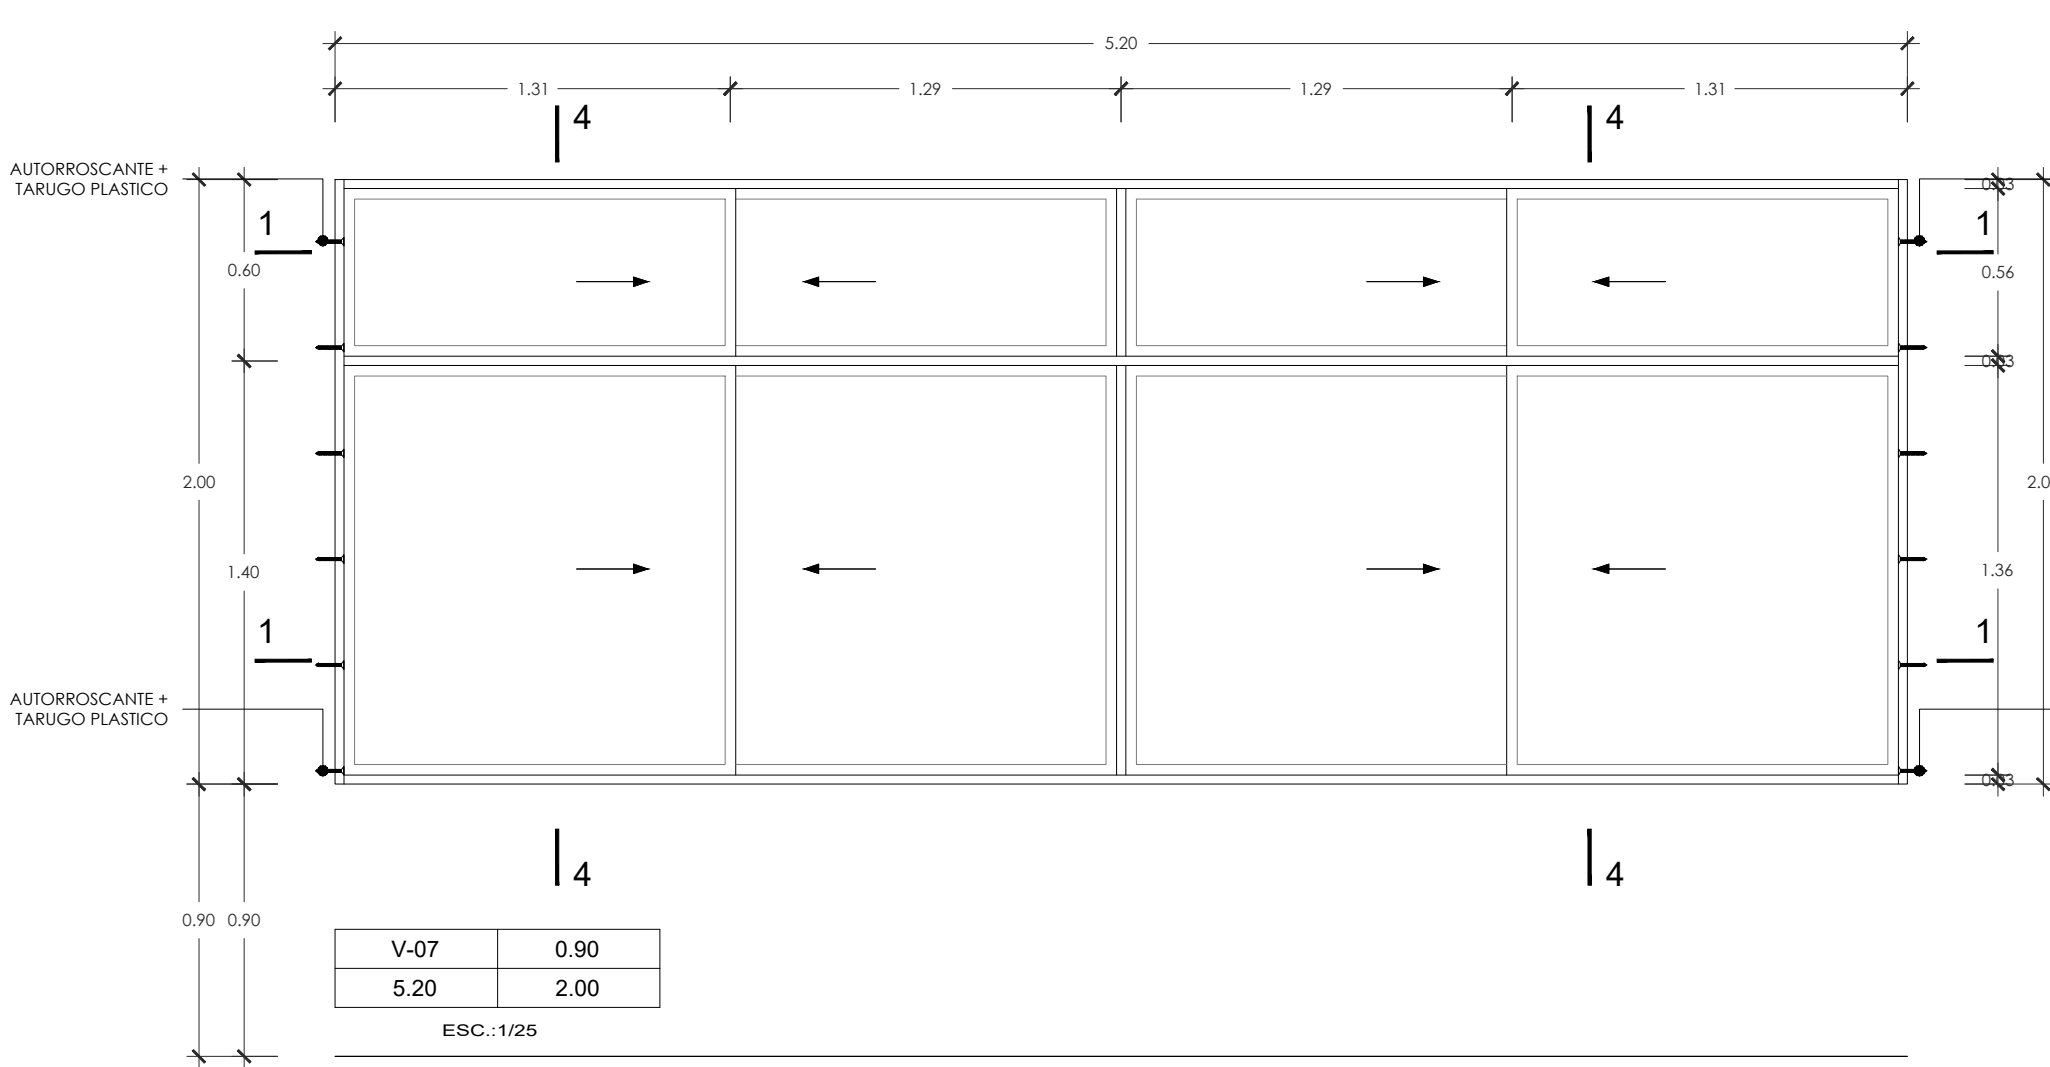 5.20
1.31 1.29 1.29 1.31
4 4
AUTORROSCANTE +
TARUGO PLASTICO
1 1
0.60 0.56
2.00
1.40 1.36
1 1
AUTORROSCANTE +
TARUGO PLASTICO
4 4
0.90 0.90
V-07 0.90
5.20 2.00
ESC.:1/25